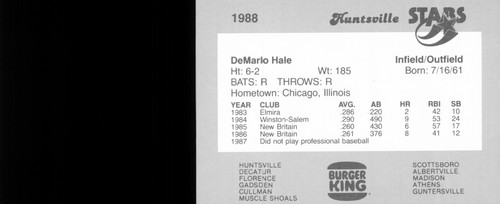 1988 Huntsville STARS
DeMarlo Hale Infield/Outfield
Ht: 6-2 Wt: 185 Born: 7/16/61
BATS: R THROWS: R
Hometown: Chicago, Illinois
YEAR CLUB AVG. AB HR RBI SB
1983 Elmira .286 220 2 42 10
1984 Winston-Salem .290 490 9 53 24
1985 New Britain .260 430 6 57 17
1986 New Britain .261 376 8 41 12
1987 Did not play professional baseball
HUNTSVILLE
DECATUR
FLORENCE
GADSDEN
CULLMAN
MUSCLE SHOALS
BURGER
KING
SCOTTSBORO
ALBERTVILLE
MADISON
ATHENS
GUNTERSVILLE